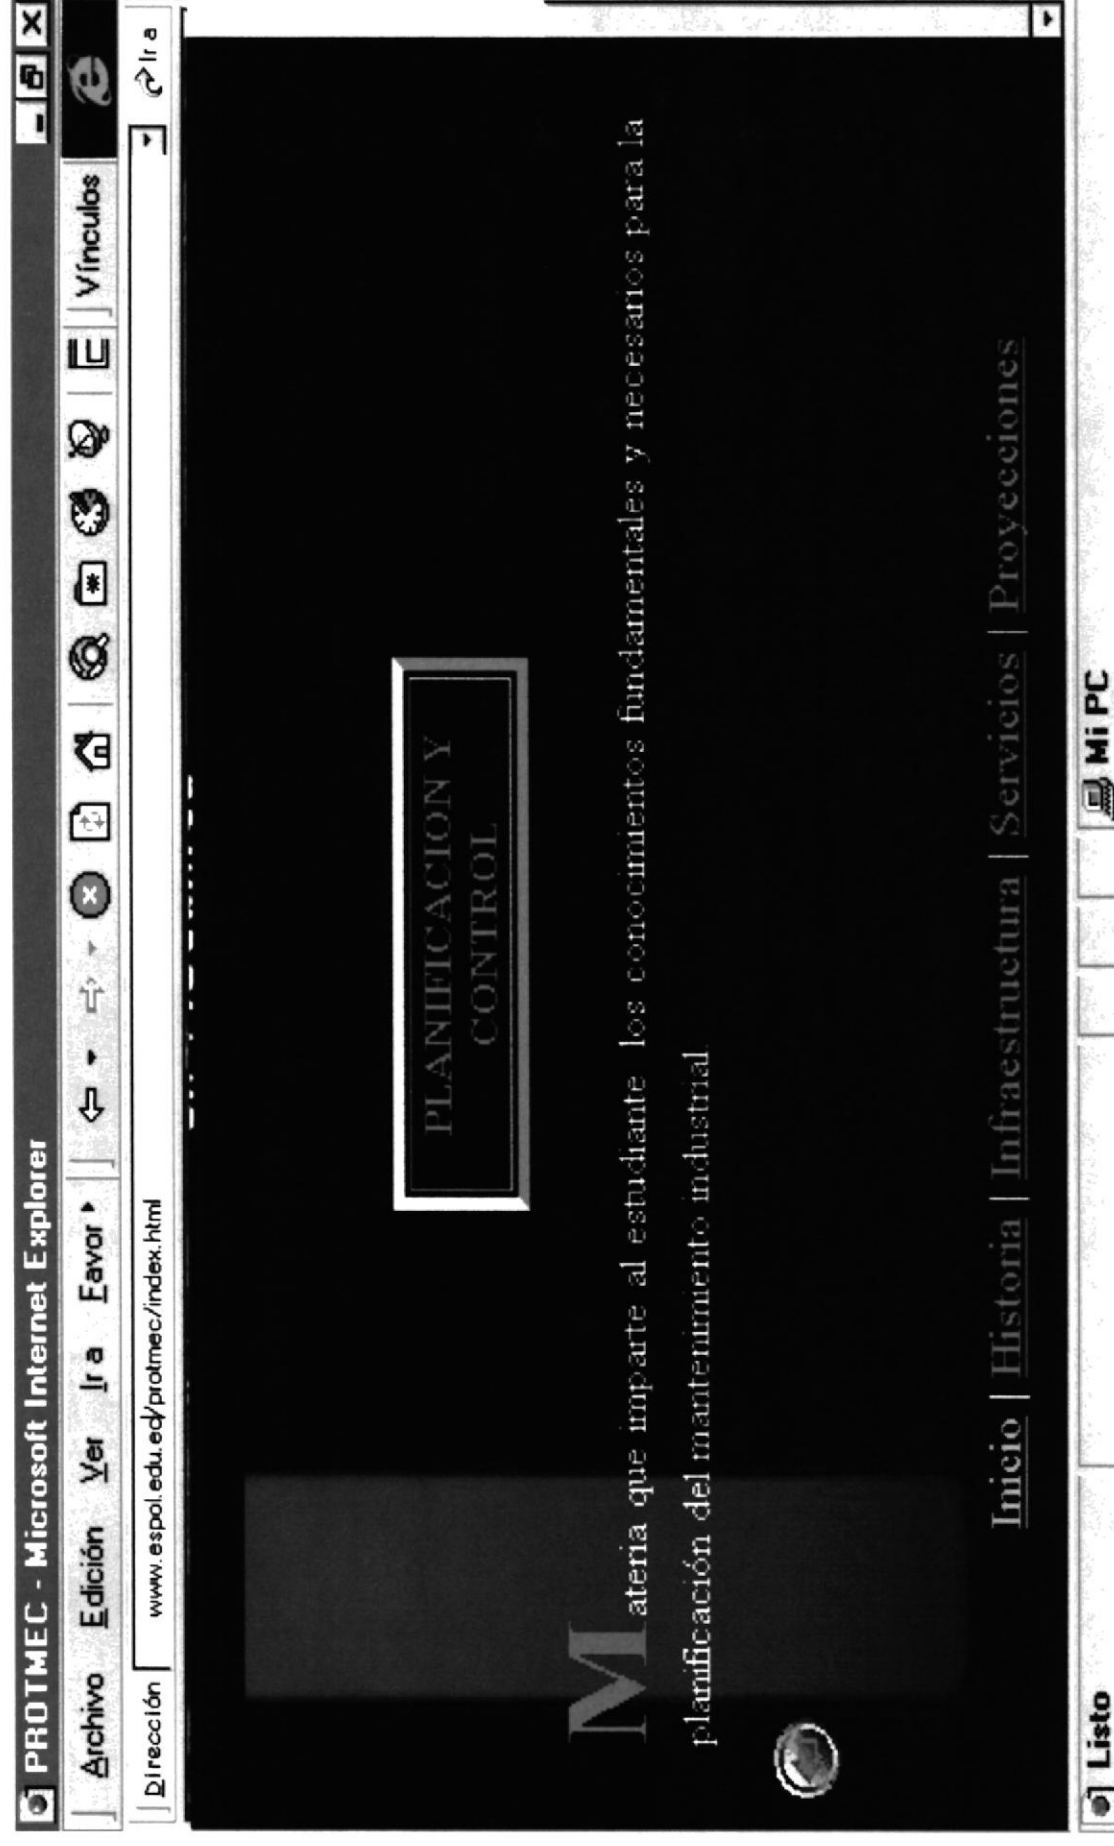 PROTMEC - Microsoft Internet Explorer
Archivo Edición Ver Ir a Favor Vínculos
Dirección www.espol.edu.ed/protmec/index.html Ir a
PLANIFICACION Y
CONTROL
Materia que imparte al estudiante los conocimientos fundamentales y necesarios para la
planificación del mantenimiento industrial.
Inicio | Historia | Infraestructura | Servicios | Proyecciones
Listo Mi PC